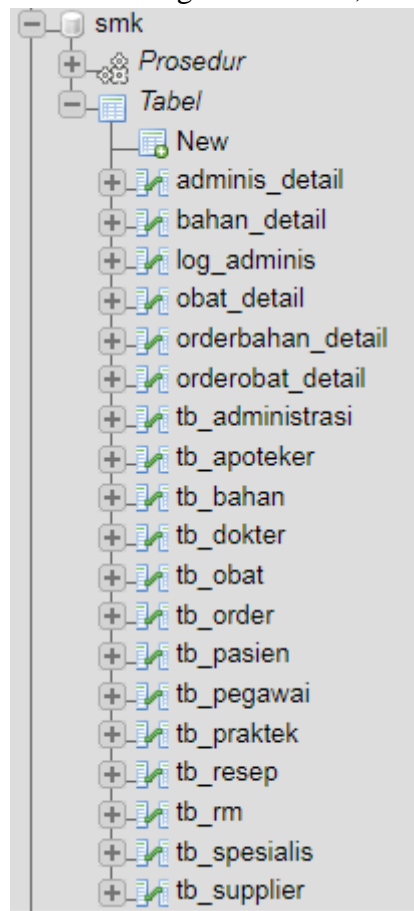 smk
Prosedur
Tabel
New
adminis_detail
bahan_detail
log_adminis
obat_detail
orderbahan_detail
orderobat_detail
tb_administrasi
tb_apoteker
tb_bahan
tb_dokter
tb_obat
tb_order
tb_pasien
tb_pegawai
tb_praktek
tb_resep
tb_rm
tb_spesialis
tb_supplier